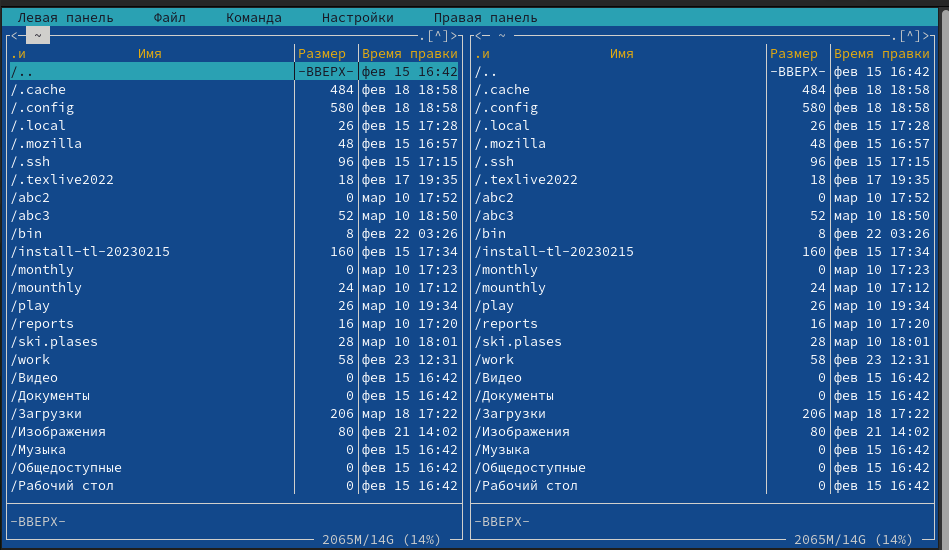 Левая панель Файл Команда Настройки Правая панель
<─ ~ .[^]> <─ ~ .[^]>
.и Имя Размер Время правки .и Имя Размер Время правки
/.. -ВВЕРХ- фев 15 16:42 /.. -ВВЕРХ- фев 15 16:42
/.cache 484 фев 18 18:58 /.cache 484 фев 18 18:58
/.config 580 фев 18 18:58 /.config 580 фев 18 18:58
/.local 26 фев 15 17:28 /.local 26 фев 15 17:28
/.mozilla 48 фев 15 16:57 /.mozilla 48 фев 15 16:57
/.ssh 96 фев 15 17:15 /.ssh 96 фев 15 17:15
/.texlive2022 18 фев 17 19:35 /.texlive2022 18 фев 17 19:35
/abc2 0 мар 10 17:52 /abc2 0 мар 10 17:52
/abc3 52 мар 10 18:50 /abc3 52 мар 10 18:50
/bin 8 фев 22 03:26 /bin 8 фев 22 03:26
/install-tl-20230215 160 фев 15 17:34 /install-tl-20230215 160 фев 15 17:34
/monthly 0 мар 10 17:23 /monthly 0 мар 10 17:23
/mounthly 24 мар 10 17:12 /mounthly 24 мар 10 17:12
/play 26 мар 10 19:34 /play 26 мар 10 19:34
/reports 16 мар 10 17:20 /reports 16 мар 10 17:20
/ski.plases 28 мар 10 18:01 /ski.plases 28 мар 10 18:01
/work 58 фев 23 12:31 /work 58 фев 23 12:31
/Видео 0 фев 15 16:42 /Видео 0 фев 15 16:42
/Документы 0 фев 15 16:42 /Документы 0 фев 15 16:42
/Загрузки 206 мар 18 17:22 /Загрузки 206 мар 18 17:22
/Изображения 80 фев 21 14:02 /Изображения 80 фев 21 14:02
/Музыка 0 фев 15 16:42 /Музыка 0 фев 15 16:42
/Общедоступные 0 фев 15 16:42 /Общедоступные 0 фев 15 16:42
/Рабочий стол 0 фев 15 16:42 /Рабочий стол 0 фев 15 16:42
-ВВЕРХ- -ВВЕРХ-
2065M/14G (14%) 2065M/14G (14%)